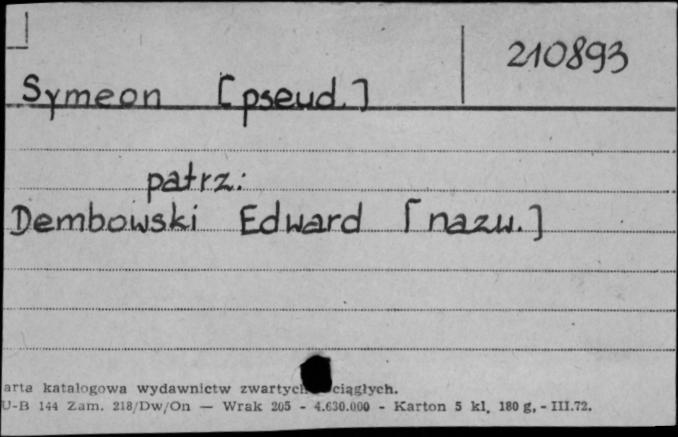 210893
Symeon [pseud.]
patrz:
Dembowski Edward [nazw.]
arta katalogowa wydawnictw zwartych ciągłych.
U-B 144 Zam. 218/Dw/On — Wrak 205 - 4.630.000 - Karton 5 kl, 180 g, - III.72.